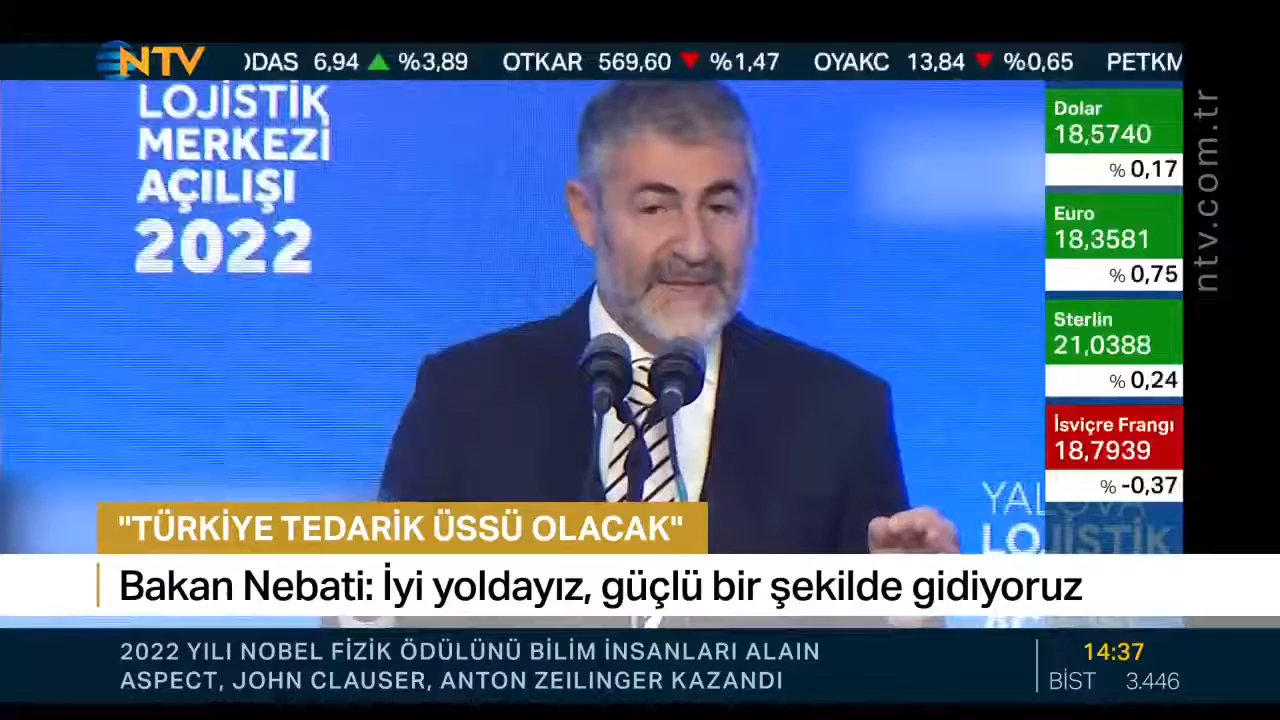 NTV
ODAS 6,94 %3,89 OTKAR 569,60 %1,47 OYAKC 13,84 %0,65 PETKM
LOJİSTİK
MERKEZİ
AÇILIŞI
2022
Dolar
18,5740
% 0,17
Euro
18,3581
% 0,75
Sterlin
21,0388
% 0,24
İsviçre Frangı
18,7939
% -0,37
ntv.com.tr
YALOVA
LOJİSTİK
"TÜRKİYE TEDARİK ÜSSÜ OLACAK"
Bakan Nebati: İyi yoldayız, güçlü bir şekilde gidiyoruz
2022 YILI NOBEL FİZİK ÖDÜLÜNÜ BİLİM İNSANLARI ALAIN
ASPECT, JOHN CLAUSER, ANTON ZEILINGER KAZANDI
14:37
BİST 3.446